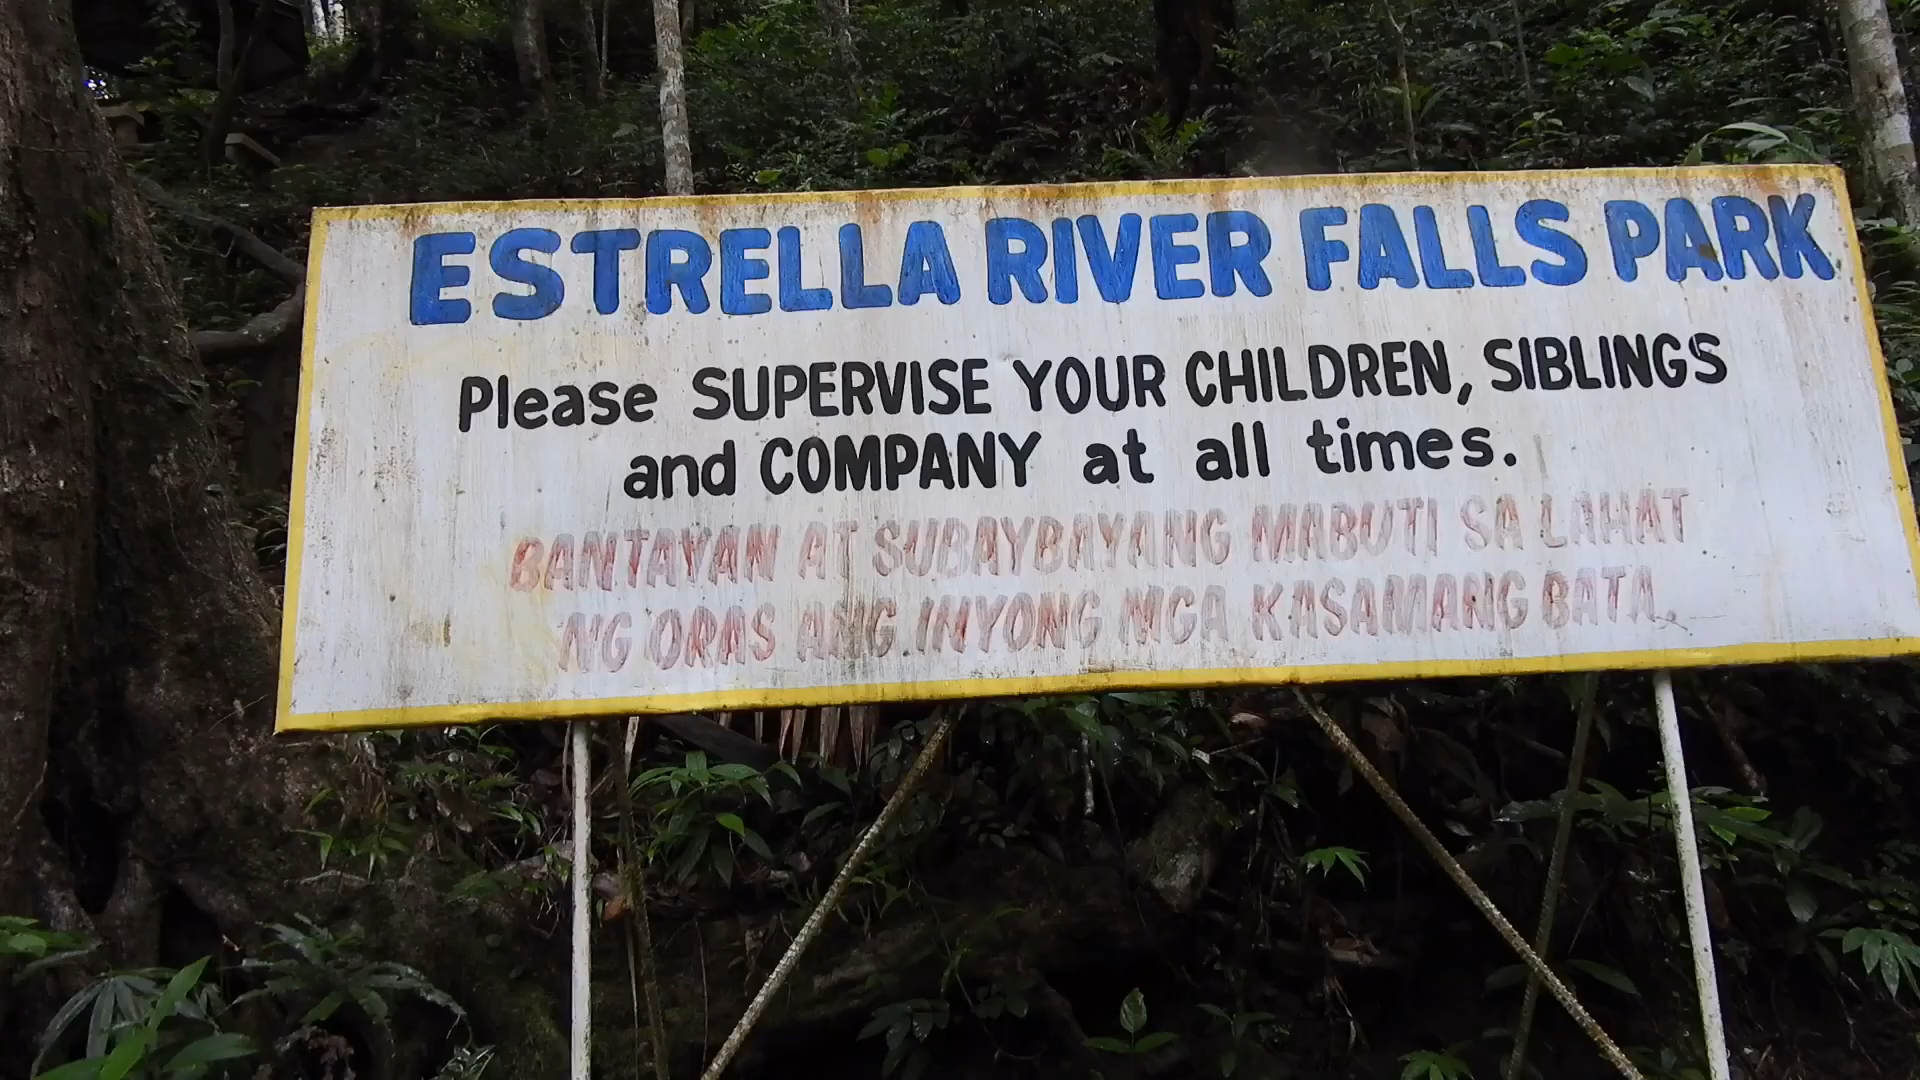 ESTRELLA RIVER FALLS PARK
Please SUPERVISE YOUR CHILDREN, SIBLINGS
and COMPANY at all times.
BANTAYAN AT SUBAYBAYANG MABUTI SA LAHAT
NG ORAS ANG INYONG MGA KASAMANG BATA.